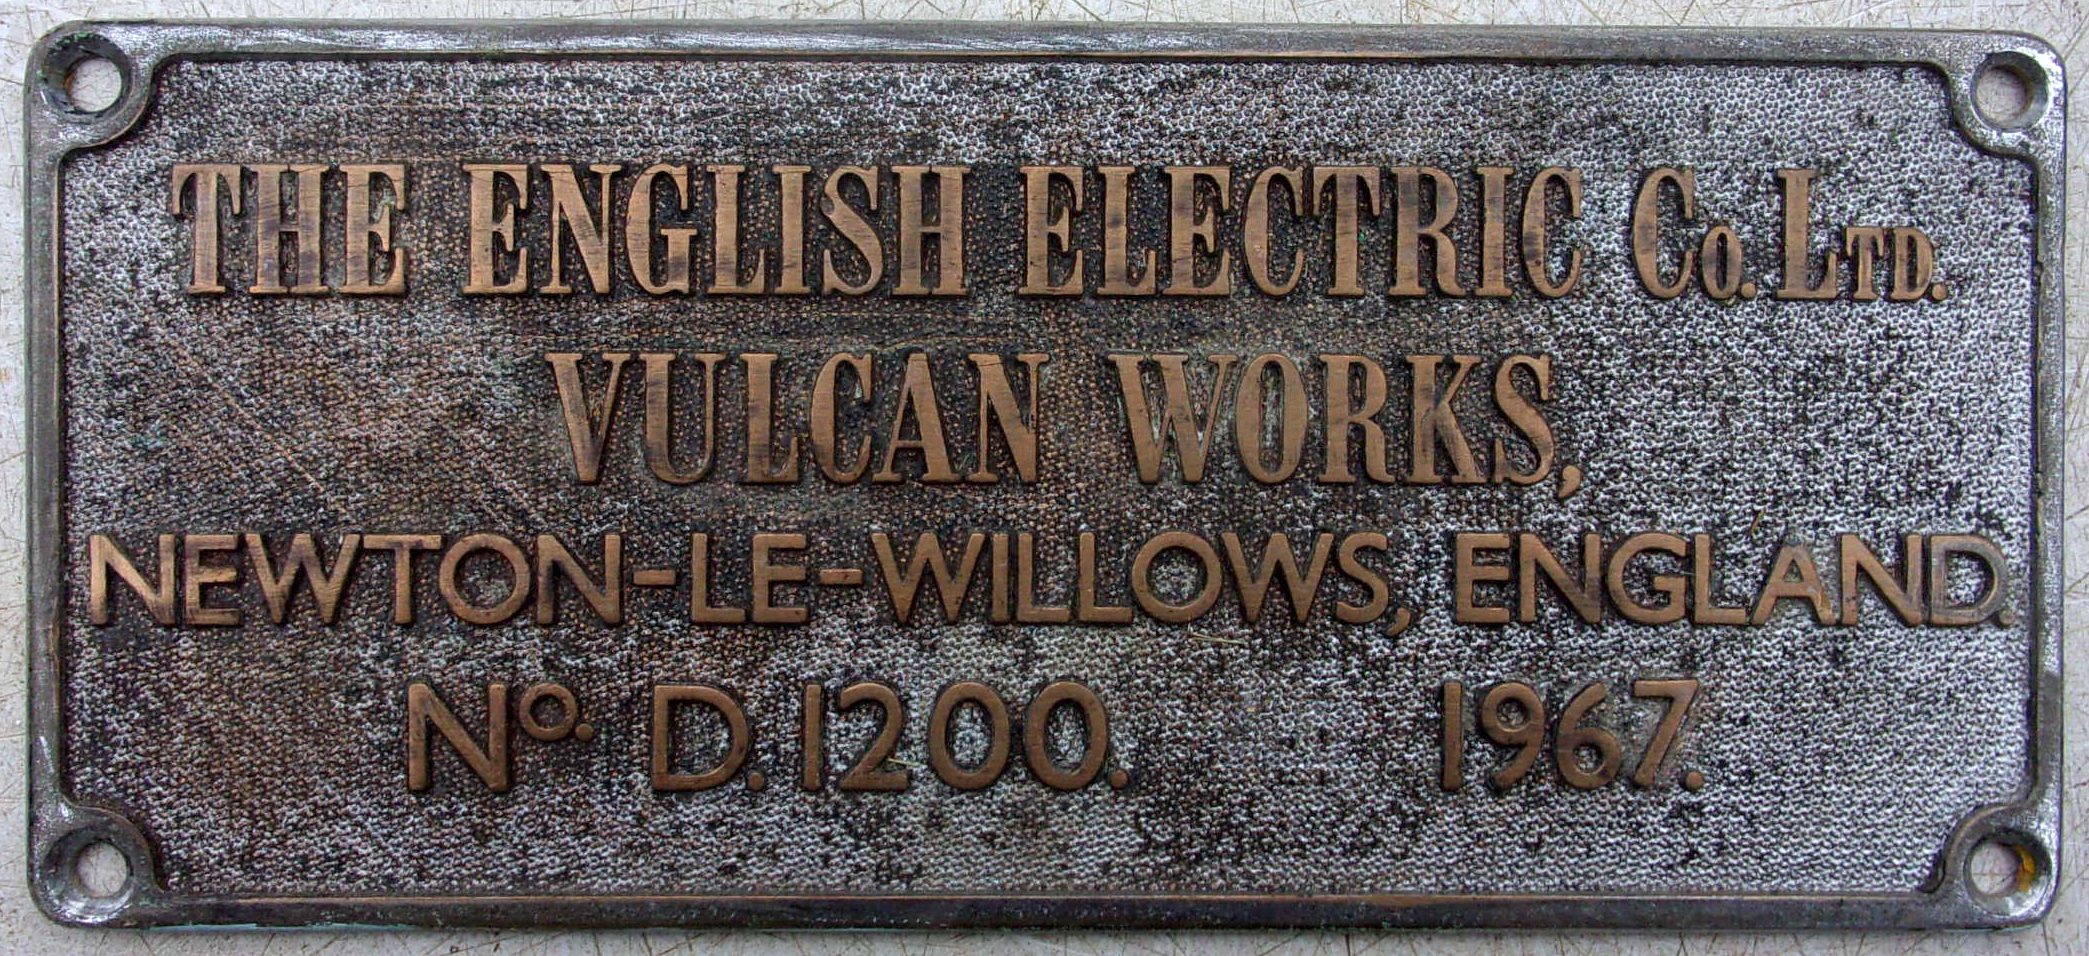 THE ENGLISH ELECTRIC Co. LTD.
VULCAN WORKS,
NEWTON-LE-WILLOWS, ENGLAND.
No. D.1200. 1967.